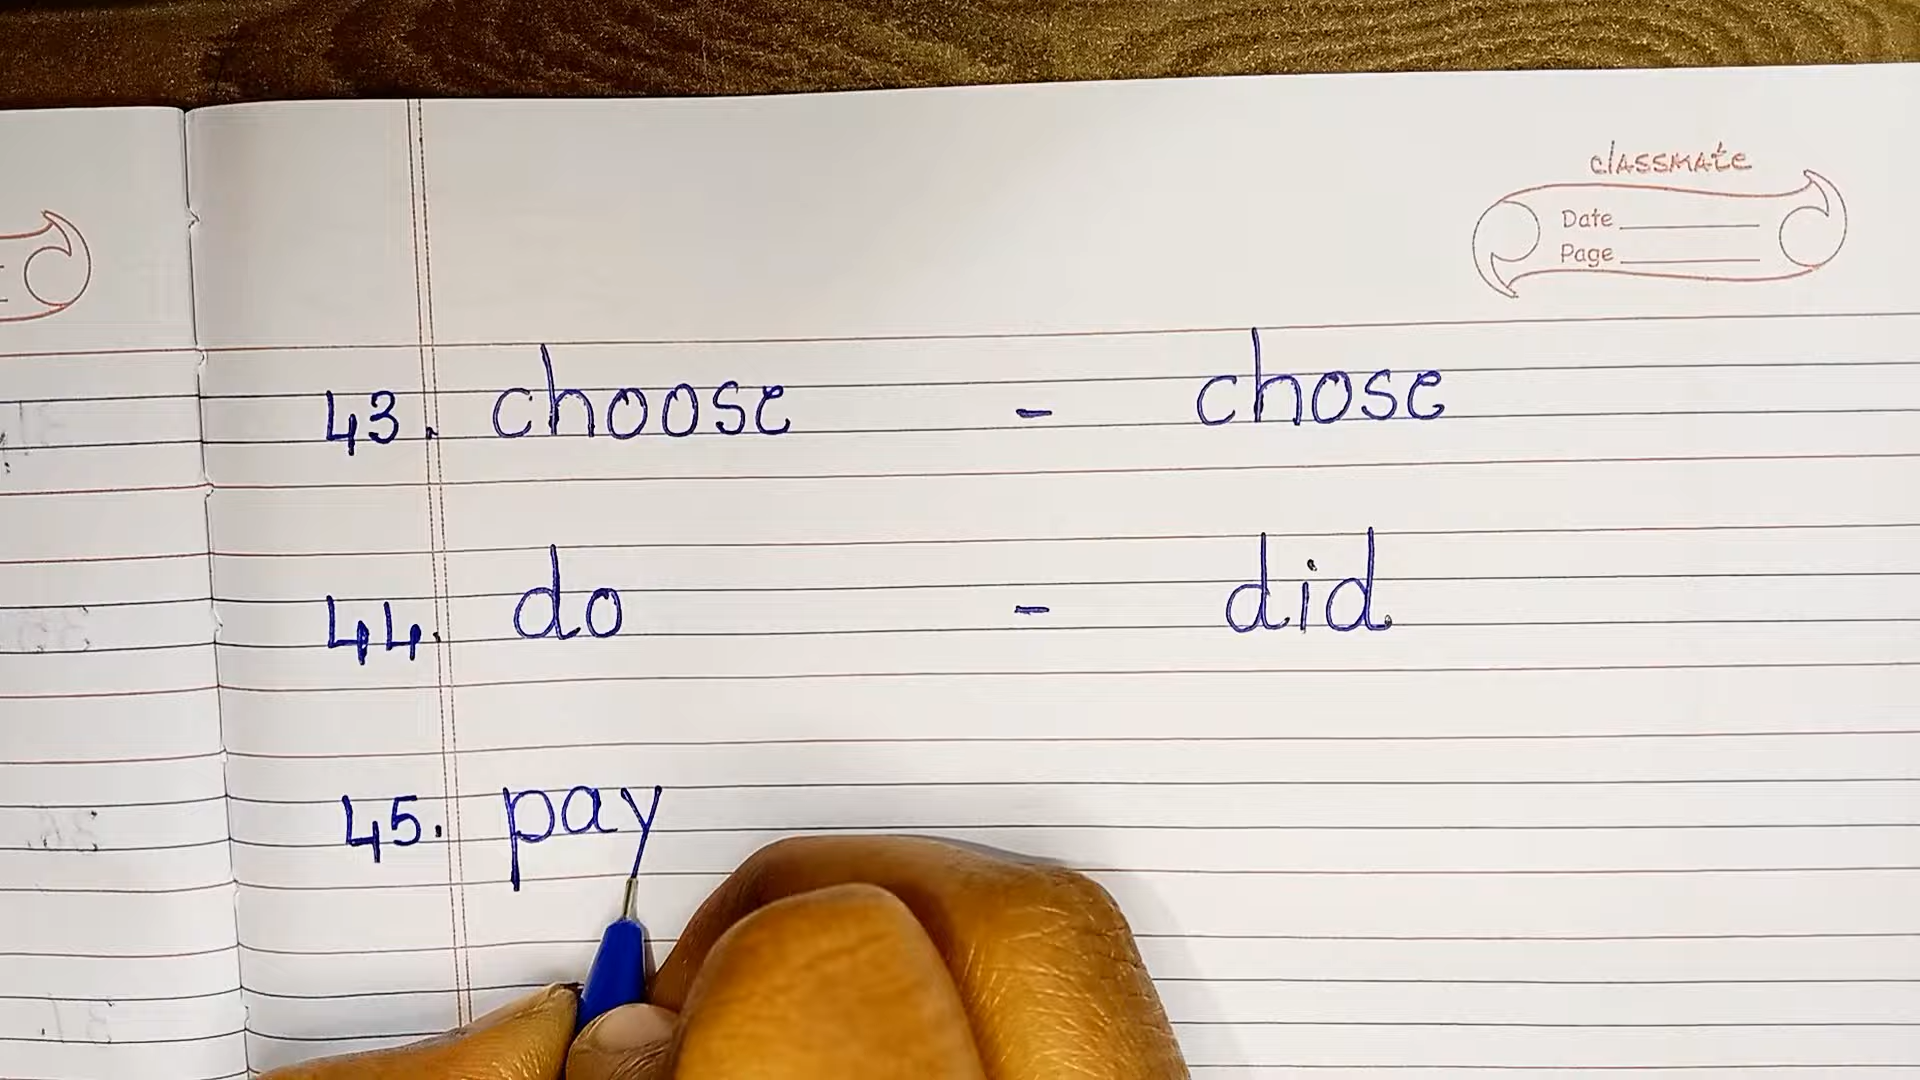 classmate
Date
Page
43. choose - chose
44. do - did
45. pay